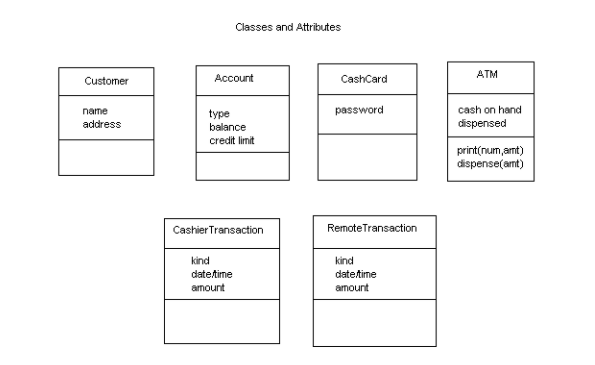 Classes and Attributes
Customer
name
address
Account
type
balance
credit limit
CashCard
password
ATM
cash on hand
dispensed
print(num,amt)
dispense(amt)
CashierTransaction
kind
date/time
amount
RemoteTransaction
kind
date/time
amount